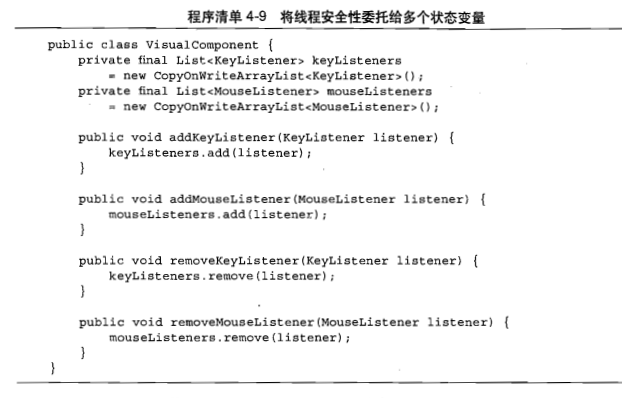 程序清单 4-9 将线程安全性委托给多个状态变量
public class VisualComponent {
    private final List<KeyListener> keyListeners
        = new CopyOnWriteArrayList<KeyListener>();
    private final List<MouseListener> mouseListeners
        = new CopyOnWriteArrayList<MouseListener>();

    public void addKeyListener(KeyListener listener) {
        keyListeners.add(listener);
    }

    public void addMouseListener(MouseListener listener) {
        mouseListeners.add(listener);
    }

    public void removeKeyListener(KeyListener listener) {
        keyListeners.remove(listener);
    }

    public void removeMouseListener(MouseListener listener) {
        mouseListeners.remove(listener);
    }
}